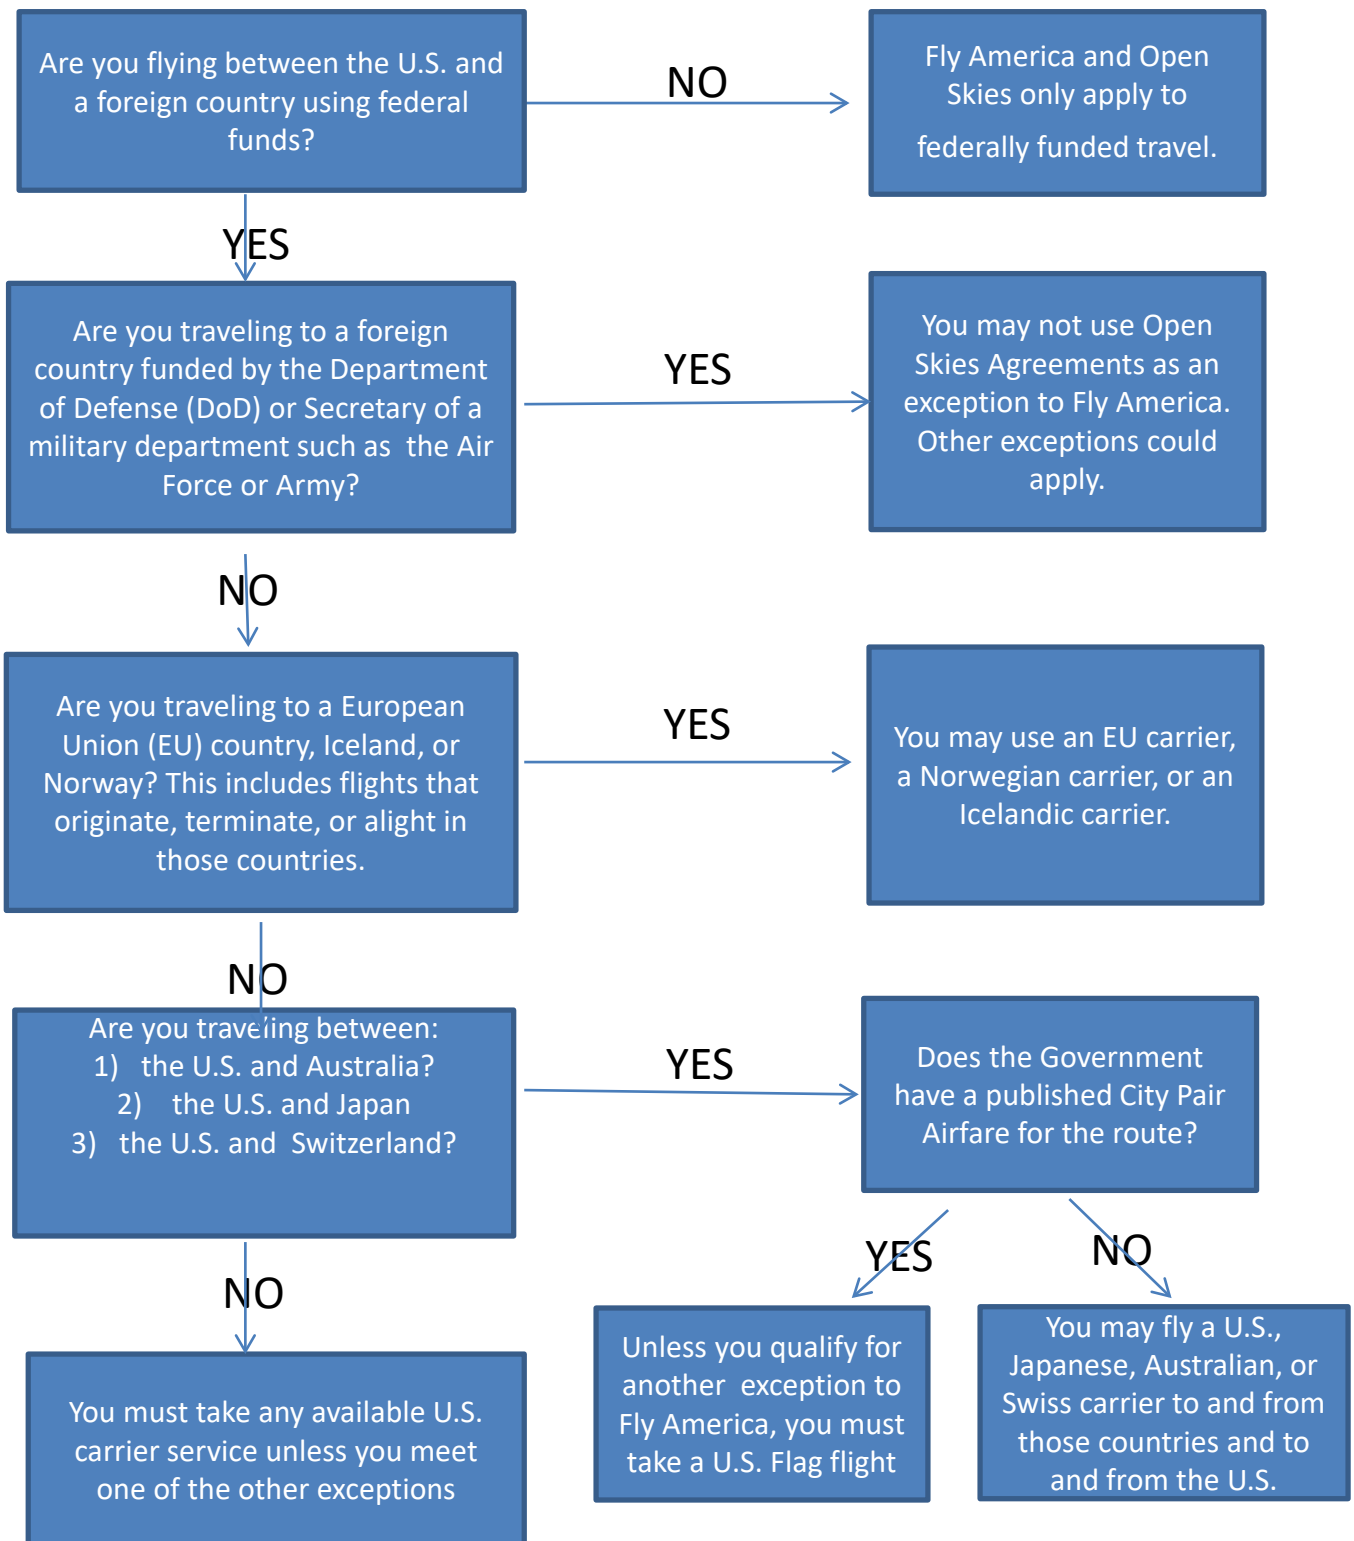 Are you flying between the U.S. and
a foreign country using federal
funds?
NO
Fly America and Open
Skies only apply to
federally funded travel.
YES
Are you traveling to a foreign
country funded by the Department
of Defense (DoD) or Secretary of a
military department such as the Air
Force or Army?
YES
You may not use Open
Skies Agreements as an
exception to Fly America.
Other exceptions could
apply.
NO
Are you traveling to a European
Union (EU) country, Iceland, or
Norway? This includes flights that
originate, terminate, or alight in
those countries.
YES
You may use an EU carrier,
a Norwegian carrier, or an
Icelandic carrier.
NO
Are you traveling between:
1) the U.S. and Australia?
2) the U.S. and Japan
3) the U.S. and Switzerland?
YES
Does the Government
have a published City Pair
Airfare for the route?
NO
You must take any available U.S.
carrier service unless you meet
one of the other exceptions
YES
Unless you qualify for
another exception to
Fly America, you must
take a U.S. Flag flight
NO
You may fly a U.S.,
Japanese, Australian, or
Swiss carrier to and from
those countries and to
and from the U.S.